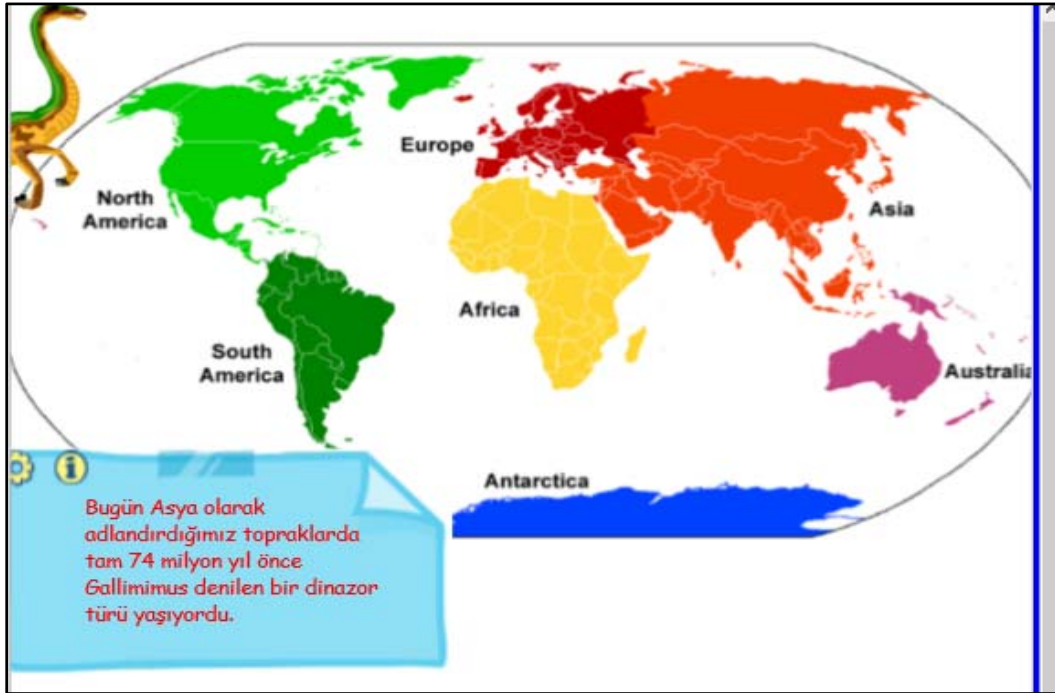 Europe
North
America
Asia
Africa
South
America
Australia
Antarctica
i
Bugün Asya olarak
adlandırdığımız topraklarda
tam 74 milyon yıl önce
Gallimimus denilen bir dinazor
türü yaşıyordu.